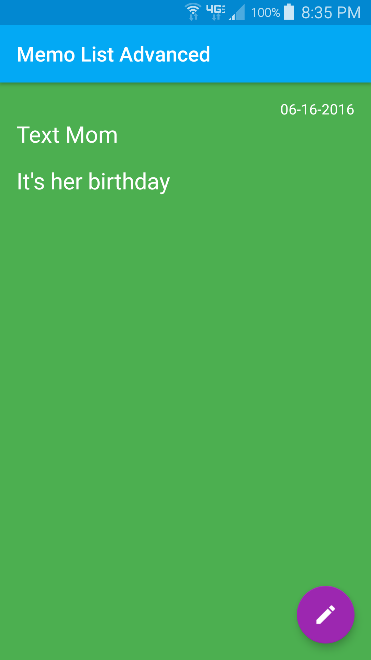 4G 100% 8:35 PM
Memo List Advanced
06-16-2016
Text Mom
It's her birthday